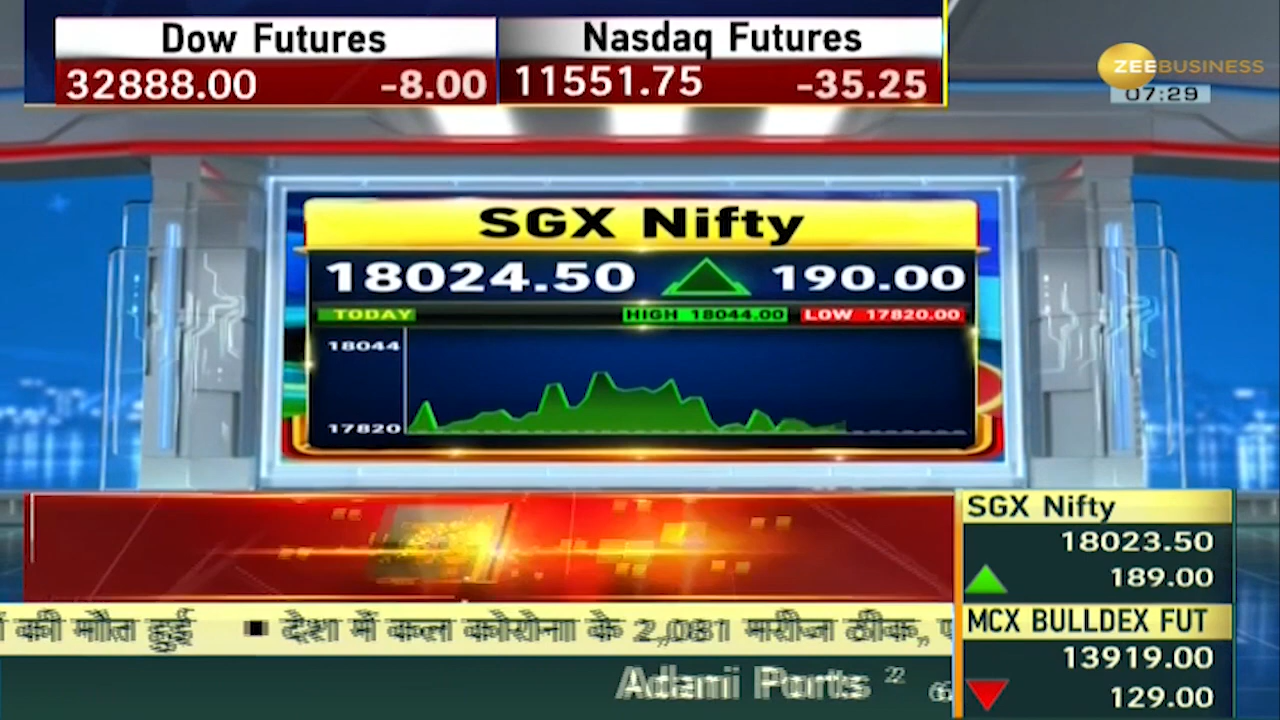 Dow Futures
32888.00 -8.00
Nasdaq Futures
11551.75 -35.25
ZEEBUSINESS
07:29
SGX Nifty
18024.50 190.00
TODAY HIGH 18044.00 LOW 17820.00
18044
17820
SGX Nifty
18023.50
189.00
MCX BULLDEX FUT
13919.00
129.00
की मौत हुई ■ देश में कल कोरोना के 2,081 मरीज ठीक,
Adani Ports